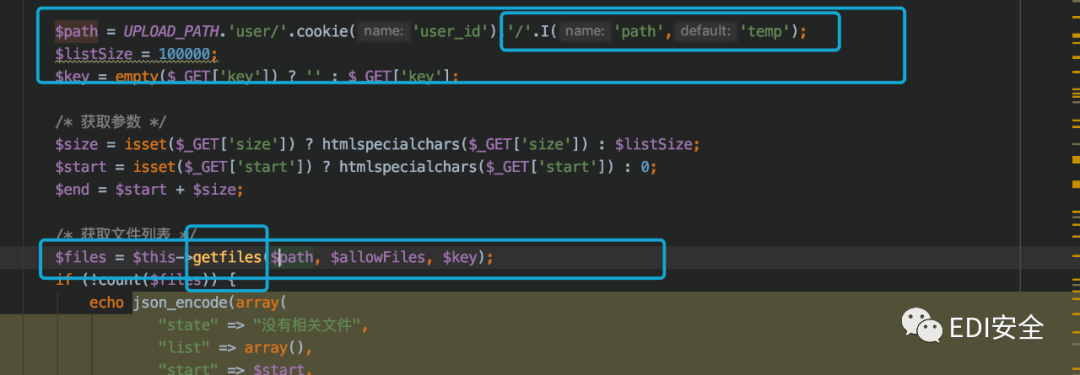 $path = UPLOAD_PATH.'user/'.cookie( name: 'user_id') '/'.I( name: 'path', default: 'temp');
$listSize = 100000;
$key = empty($_GET['key']) ? '' : $_GET['key'];
/* 获取参数 */
$size = isset($_GET['size']) ? htmlspecialchars($_GET['size']) : $listSize;
$start = isset($_GET['start']) ? htmlspecialchars($_GET['start']) : 0;
$end = $start + $size;
/* 获取文件列表 */
$files = $this->getfiles($path, $allowFiles, $key);
if (!count($files)) {
echo json_encode(array(
"state" => "没有相关文件",
"list" => array(),
"start" => $start,
EDI安全